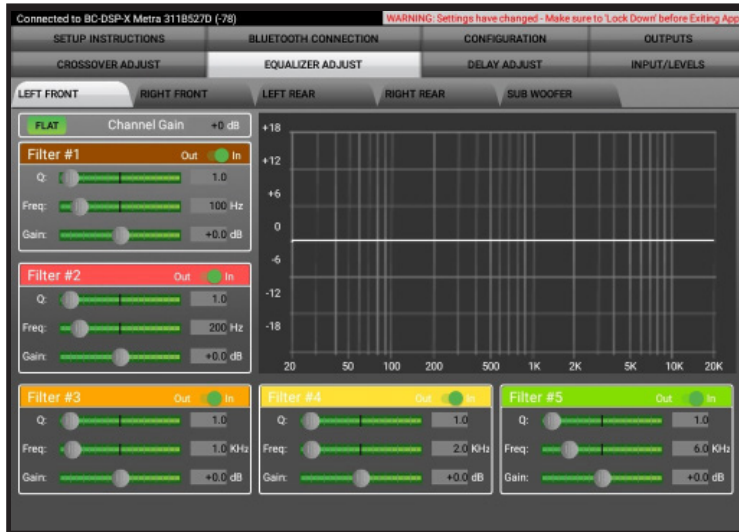 Connected to BC-DSP-X Metra 311B527D (-78) WARNING: Settings have changed - Make sure to 'Lock Down' before Exiting App
SETUP INSTRUCTIONS BLUETOOTH CONNECTION CONFIGURATION OUTPUTS
CROSSOVER ADJUST EQUALIZER ADJUST DELAY ADJUST INPUT/LEVELS
LEFT FRONT RIGHT FRONT LEFT REAR RIGHT REAR SUB WOOFER
FLAT Channel Gain +0 dB
Filter #1 Out In
Q: 1.0
Freq: 100 Hz
Gain: +0.0 dB
Filter #2 Out In
Q: 1.0
Freq: 200 Hz
Gain: +0.0 dB
+18
+12
+6
0
-6
-12
-18
20 50 100 200 500 1K 2K 5K 10K 20K
Filter #3 Out In
Q: 1.0
Freq: 1.0 KHz
Gain: +0.0 dB
Filter #4 Out In
Q: 1.0
Freq: 2.0 KHz
Gain: +0.0 dB
Filter #5 Out In
Q: 1.0
Freq: 6.0 KHz
Gain: +0.0 dB